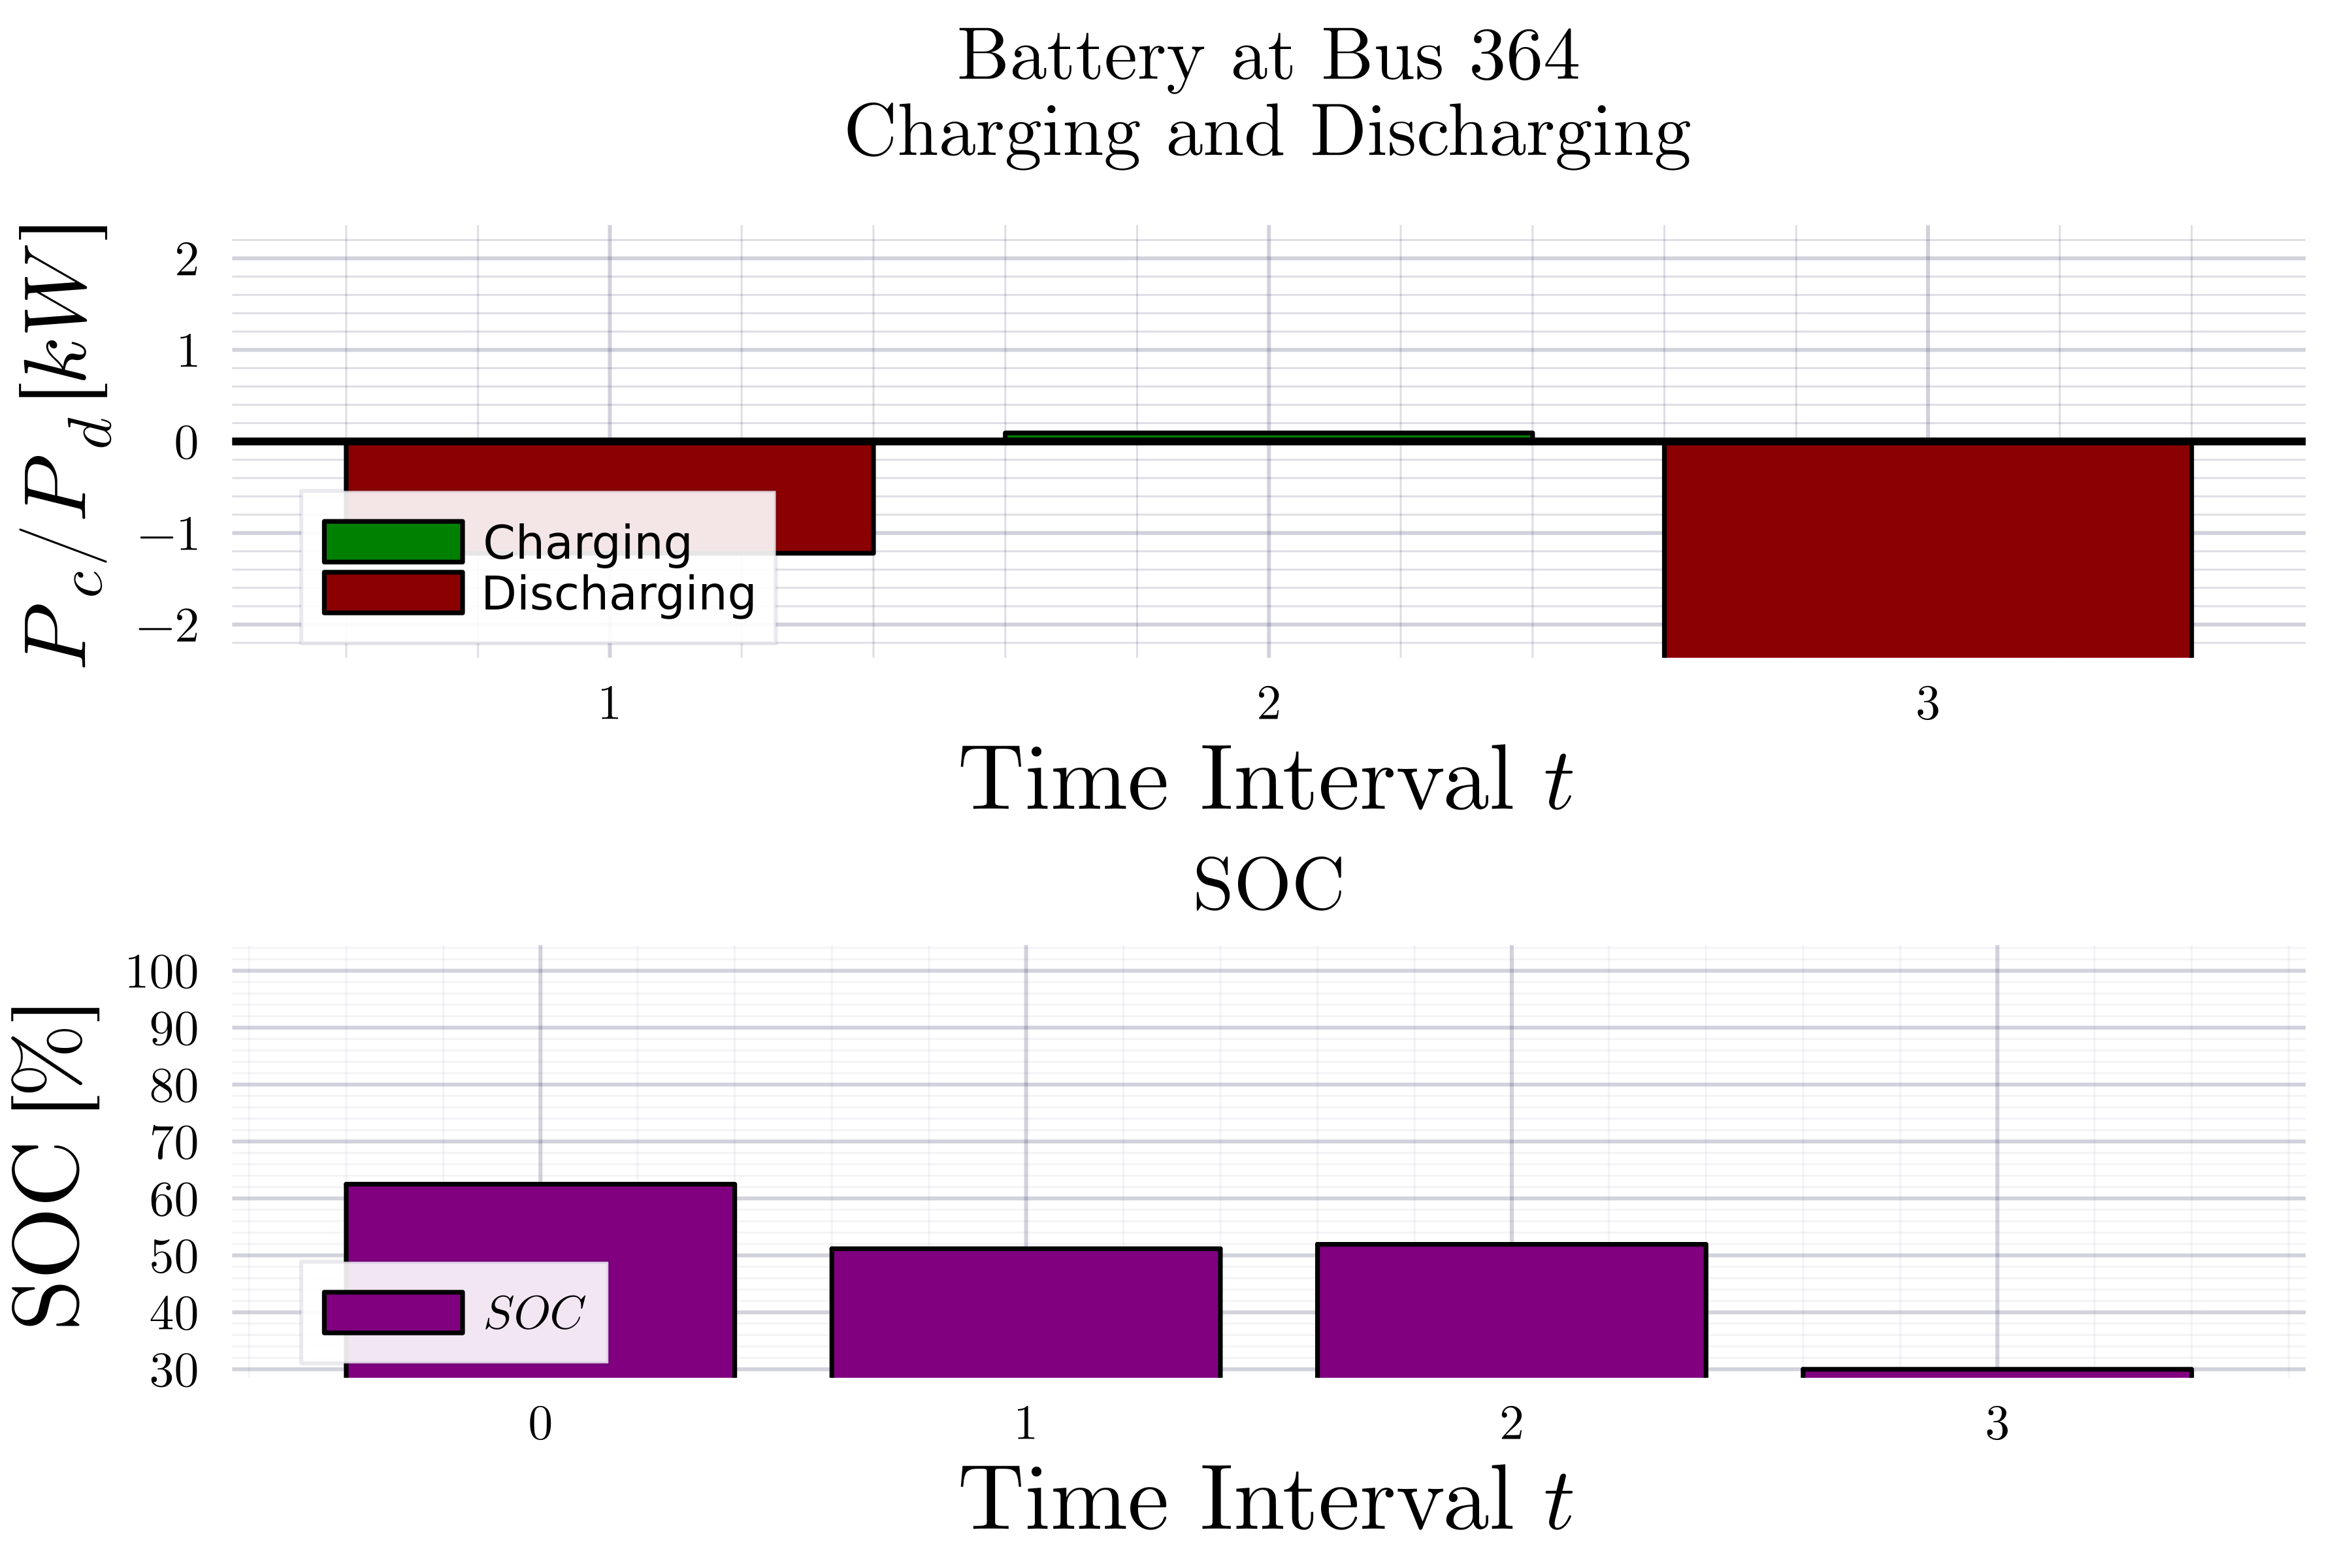 Battery at Bus 364
Charging and Discharging
P_c/P_d [kW]
2
1
0
−1
−2
Charging
Discharging
1 2 3
Time Interval t
SOC
SOC [%]
100
90
80
70
60
50
40
30
SOC
0 1 2 3
Time Interval t